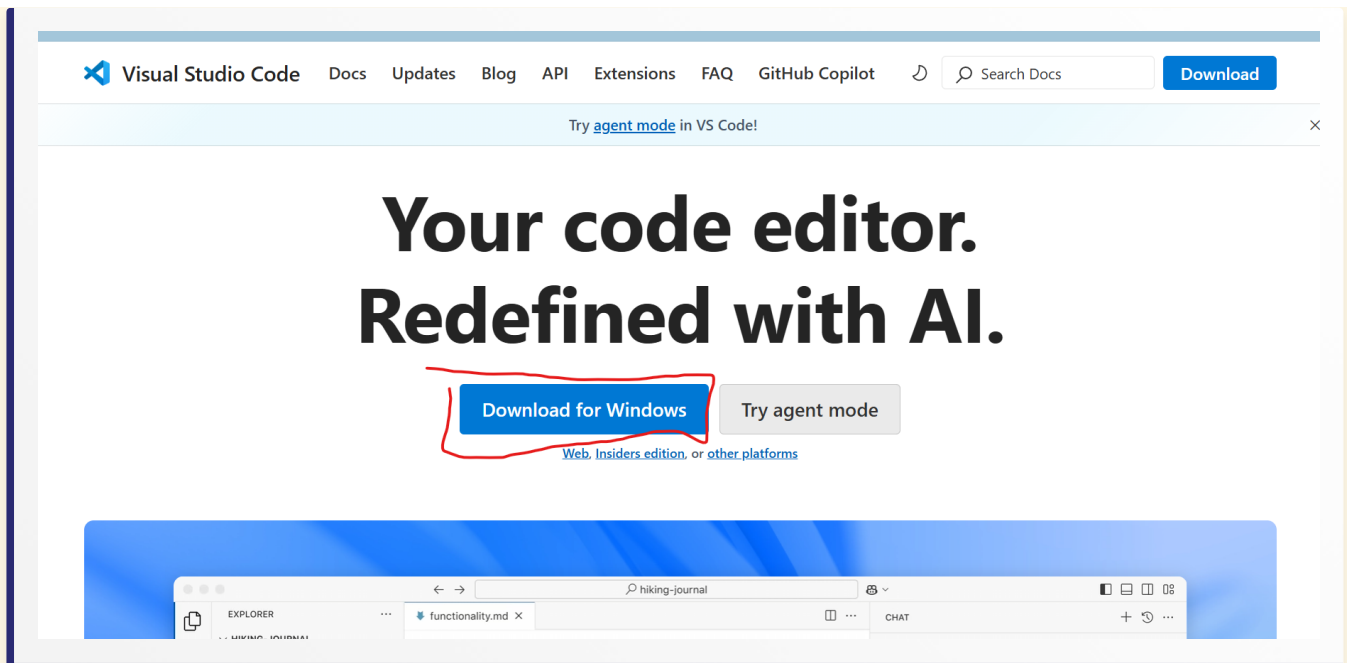 Visual Studio Code Docs Updates Blog API Extensions FAQ GitHub Copilot Search Docs Download
Try agent mode in VS Code!
Your code editor.
Redefined with AI.
Download for Windows Try agent mode
Web, Insiders edition, or other platforms
hiking-journal
EXPLORER functionality.md CHAT
HIKING-JOURNAL